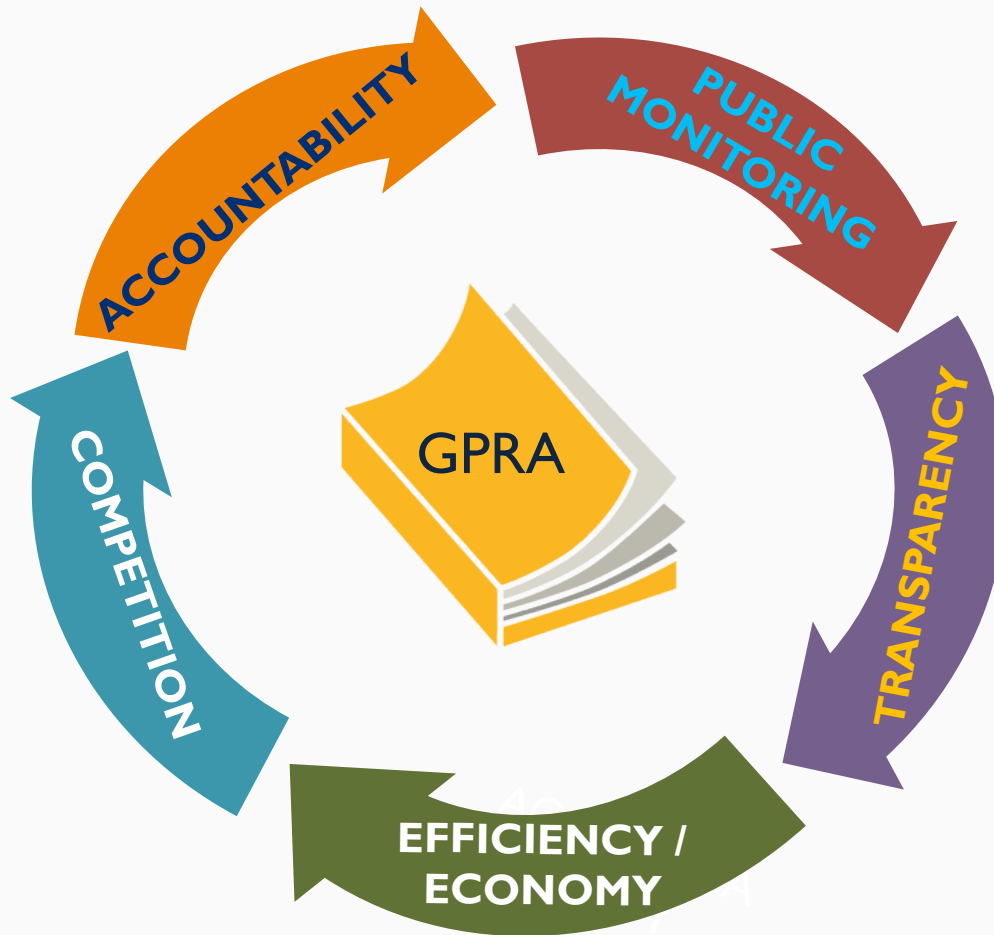 ACCOUNTABILITY
PUBLIC
MONITORING
TRANSPARENCY
EFFICIENCY /
ECONOMY
COMPETITION
GPRA